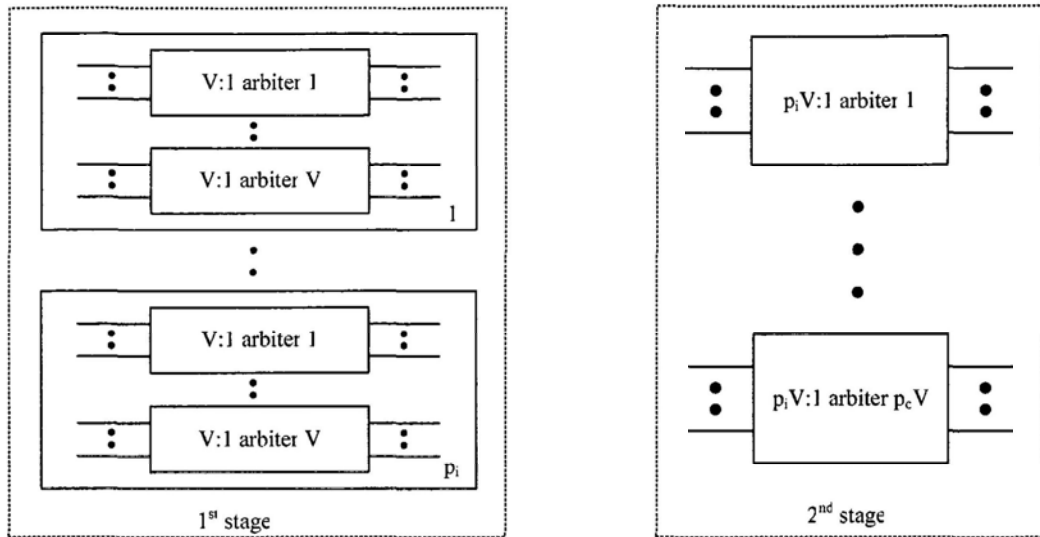 V:1 arbiter 1
V:1 arbiter V
1
V:1 arbiter 1
V:1 arbiter V
pᵢ
1ˢᵗ stage
pᵢV:1 arbiter 1
pᵢV:1 arbiter p꜀V
2ⁿᵈ stage